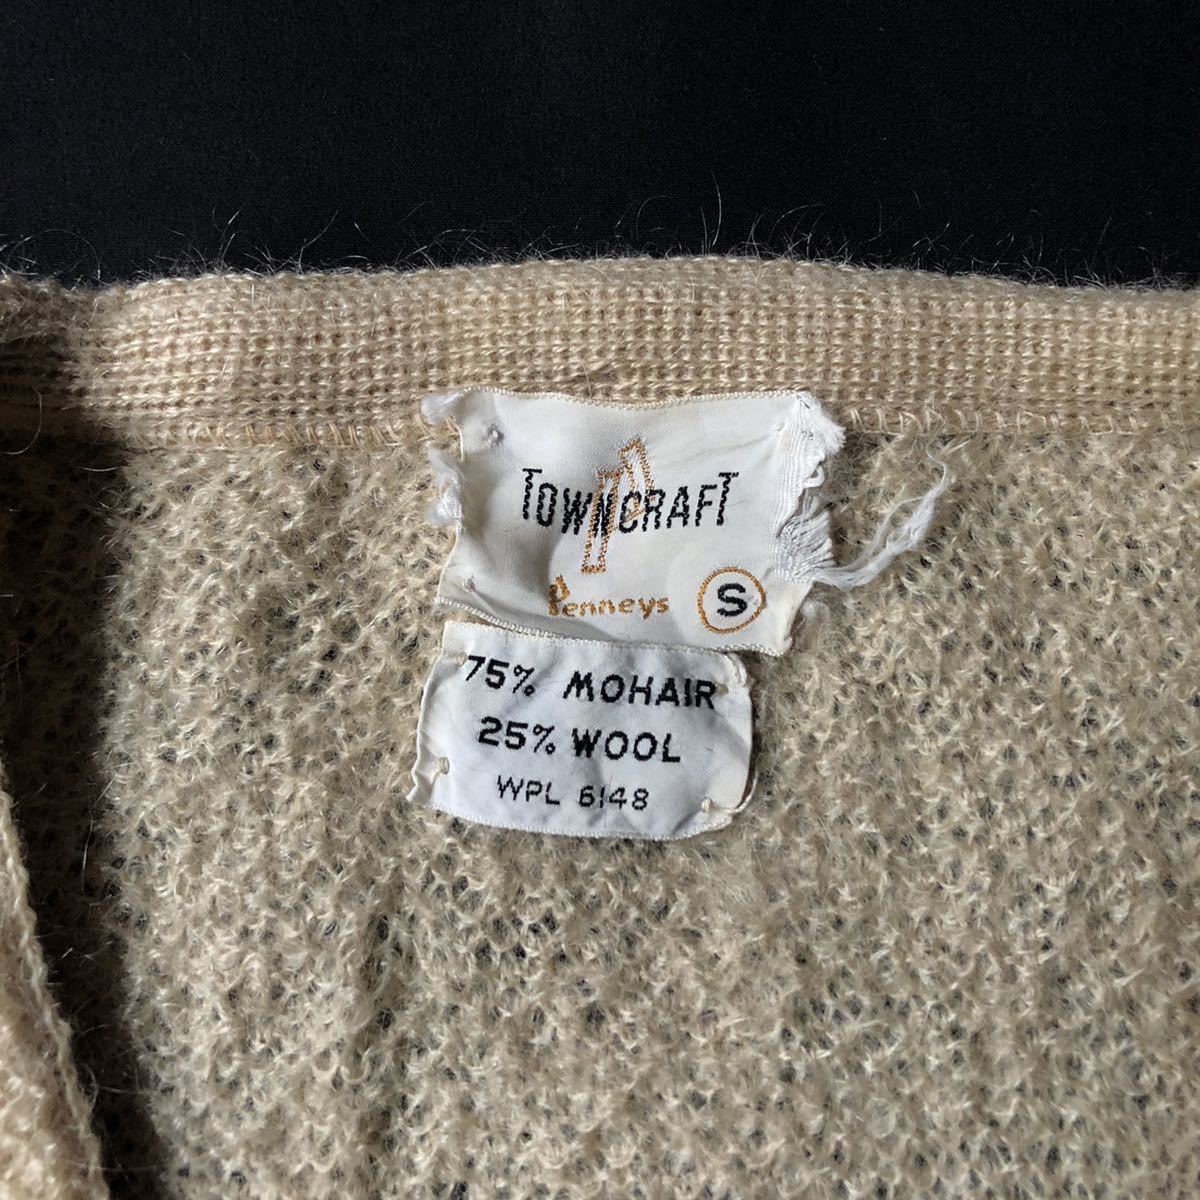 TOWNCRAFT
Penneys S
75% MOHAIR
25% WOOL
WPL 6148